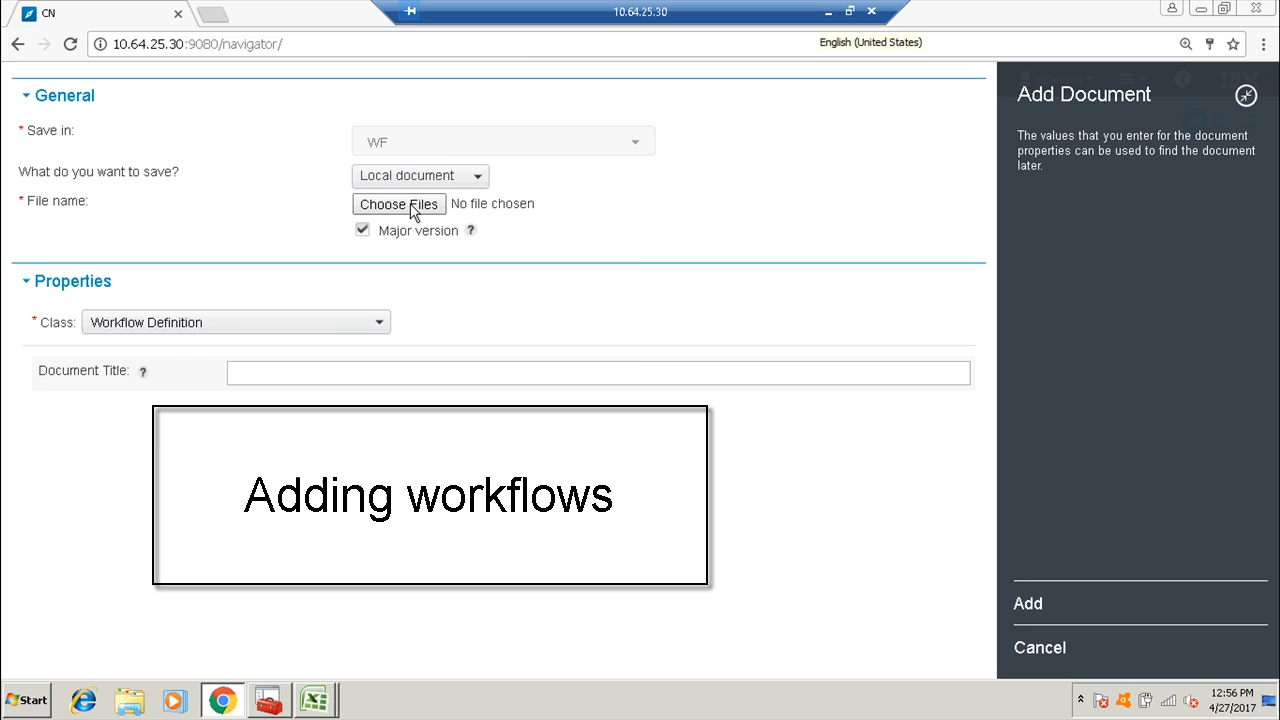 CN
10.64.25.30
10.64.25.30:9080/navigator/
English (United States)
General
* Save in:
WF
What do you want to save?
Local document
* File name:
Choose Files No file chosen
Major version ?
Properties
* Class: Workflow Definition
Document Title: ?
Adding workflows
Add Document
The values that you enter for the document
properties can be used to find the document
later.
Add
Cancel
Start
12:56 PM
4/27/2017